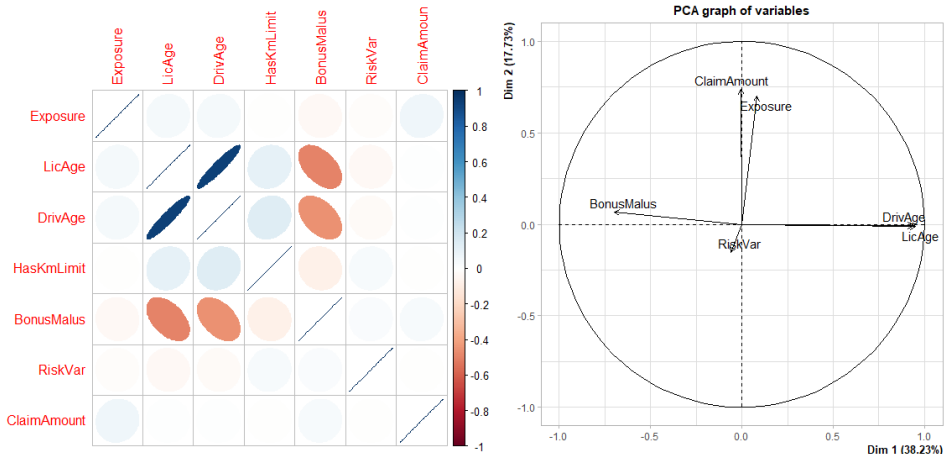 Exposure
LicAge
DrivAge
HasKmLimit
BonusMalus
RiskVar
ClaimAmoun
Exposure
LicAge
DrivAge
HasKmLimit
BonusMalus
RiskVar
ClaimAmount
1
0.8
0.6
0.4
0.2
0
-0.2
-0.4
-0.6
-0.8
-1
PCA graph of variables
Dim 2 (17.73%)
1.0
0.5
0.0
-0.5
-1.0
ClaimAmount
Exposure
BonusMalus
DrivAge
LicAge
RiskVar
-1.0 -0.5 0.0 0.5 1.0
Dim 1 (38.23%)